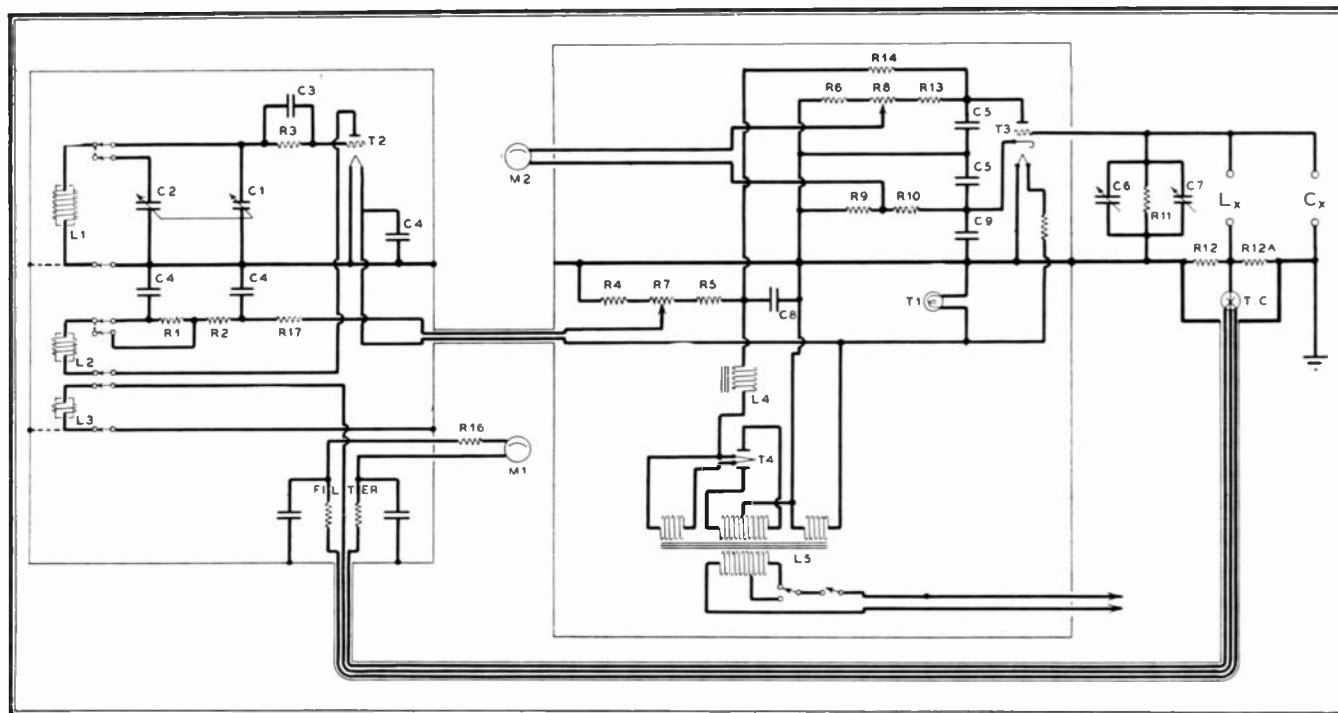 C3
R3
T2
C2
C1
C4
L1
C4
C4
R1
R2
R17
L2
L3
R16
M1
FILTER
M2
R14
R6
R8
R13
C5
T3
C5
R9
R10
C9
R4
R7
R5
C8
T1
L4
T4
L5
C6
R11
C7
Lx
Cx
R12
R12A
T C